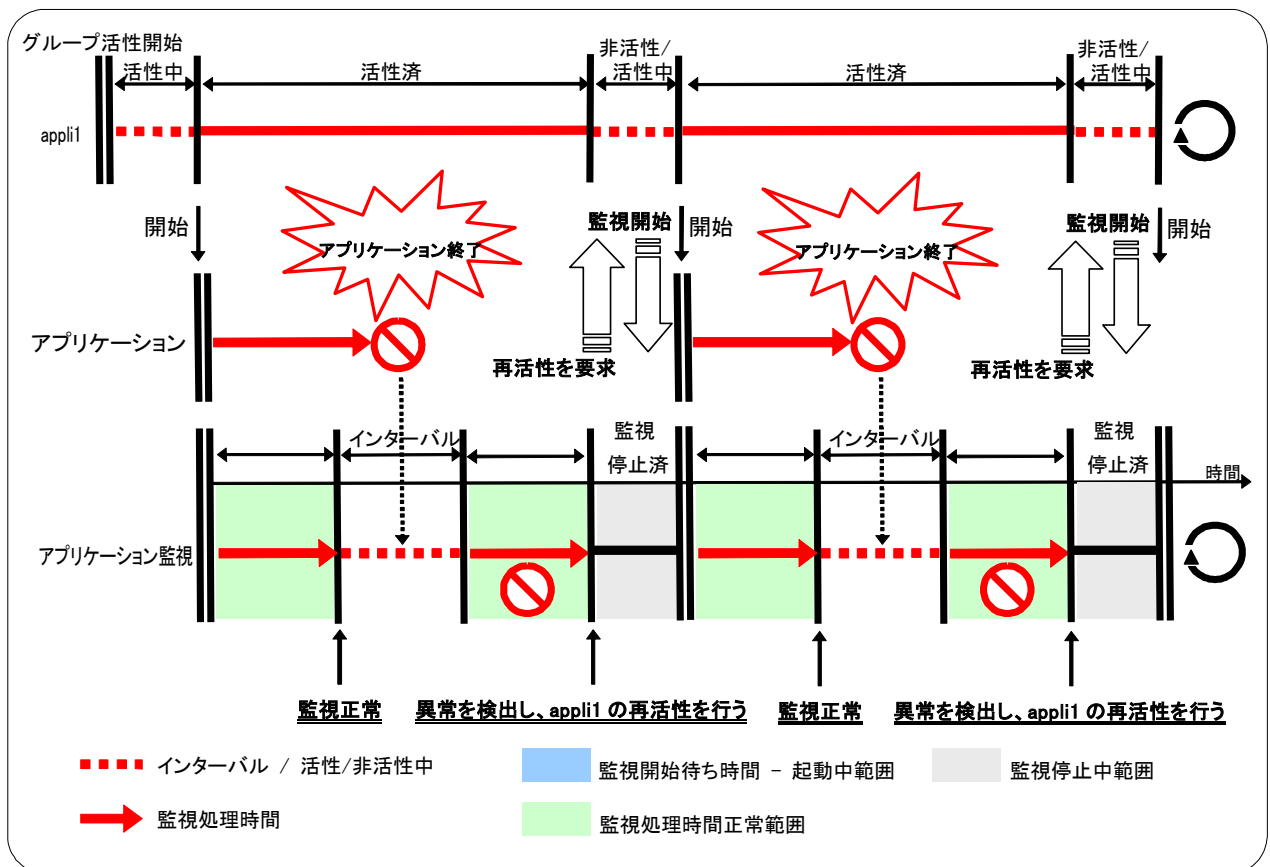 グループ活性開始
活性中
活性済
非活性/
活性中
活性済
非活性/
活性中
appli1
開始
アプリケーション終了
監視開始
開始
アプリケーション終了
監視開始
開始
アプリケーション
再活性を要求
再活性を要求
インターバル
監視
停止済
インターバル
監視
停止済
時間
アプリケーション監視
監視正常
異常を検出し、appli1 の再活性を行う
監視正常
異常を検出し、appli1 の再活性を行う
インターバル / 活性/非活性中
監視開始待ち時間 − 起動中範囲
監視停止中範囲
監視処理時間
監視処理時間正常範囲